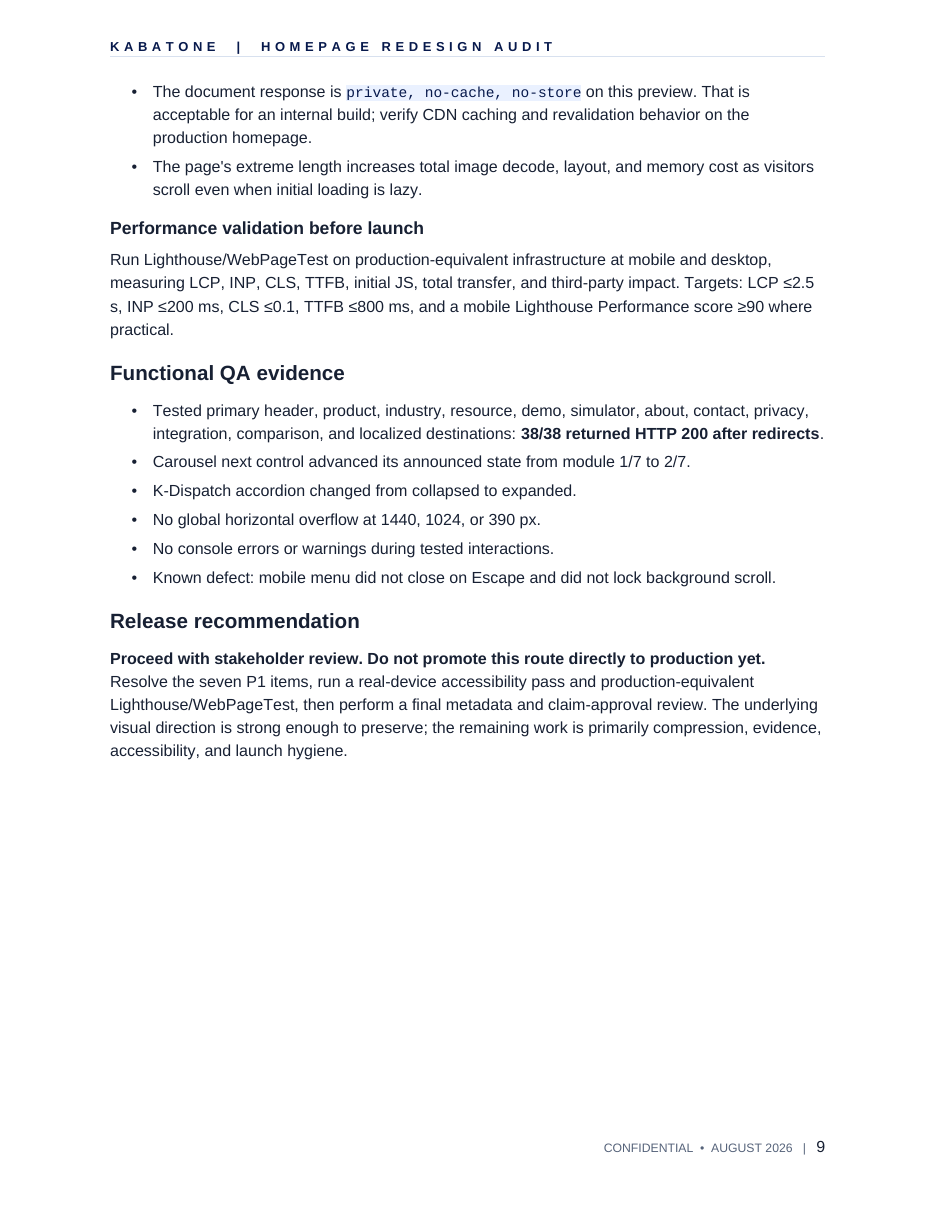 KABATONE | HOMEPAGE REDESIGN AUDIT
• The document response is private, no-cache, no-store on this preview. That is
acceptable for an internal build; verify CDN caching and revalidation behavior on the
production homepage.
• The page's extreme length increases total image decode, layout, and memory cost as visitors
scroll even when initial loading is lazy.
Performance validation before launch
Run Lighthouse/WebPageTest on production-equivalent infrastructure at mobile and desktop,
measuring LCP, INP, CLS, TTFB, initial JS, total transfer, and third-party impact. Targets: LCP ≤2.5
s, INP ≤200 ms, CLS ≤0.1, TTFB ≤800 ms, and a mobile Lighthouse Performance score ≥90 where
practical.
Functional QA evidence
• Tested primary header, product, industry, resource, demo, simulator, about, contact, privacy,
integration, comparison, and localized destinations: 38/38 returned HTTP 200 after redirects.
• Carousel next control advanced its announced state from module 1/7 to 2/7.
• K-Dispatch accordion changed from collapsed to expanded.
• No global horizontal overflow at 1440, 1024, or 390 px.
• No console errors or warnings during tested interactions.
• Known defect: mobile menu did not close on Escape and did not lock background scroll.
Release recommendation
Proceed with stakeholder review. Do not promote this route directly to production yet.
Resolve the seven P1 items, run a real-device accessibility pass and production-equivalent
Lighthouse/WebPageTest, then perform a final metadata and claim-approval review. The underlying
visual direction is strong enough to preserve; the remaining work is primarily compression, evidence,
accessibility, and launch hygiene.
CONFIDENTIAL • AUGUST 2026 | 9